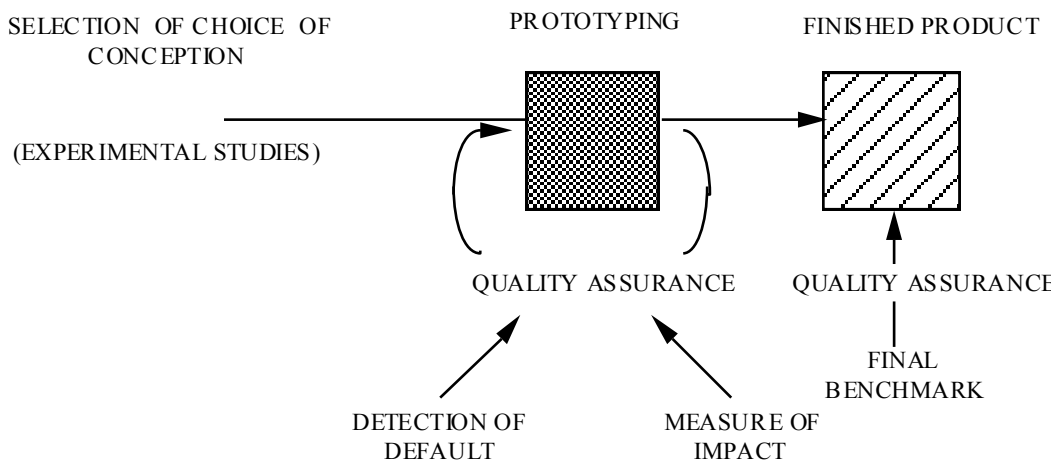 SELECTION OF CHOICE OF
CONCEPTION
PROTOTYPING
FINISHED PRODUCT
(EXPERIMENTAL STUDIES)
QUALITY ASSURANCE
QUALITY ASSURANCE
FINAL
BENCHMARK
DETECTION OF
DEFAULT
MEASURE OF
IMPACT